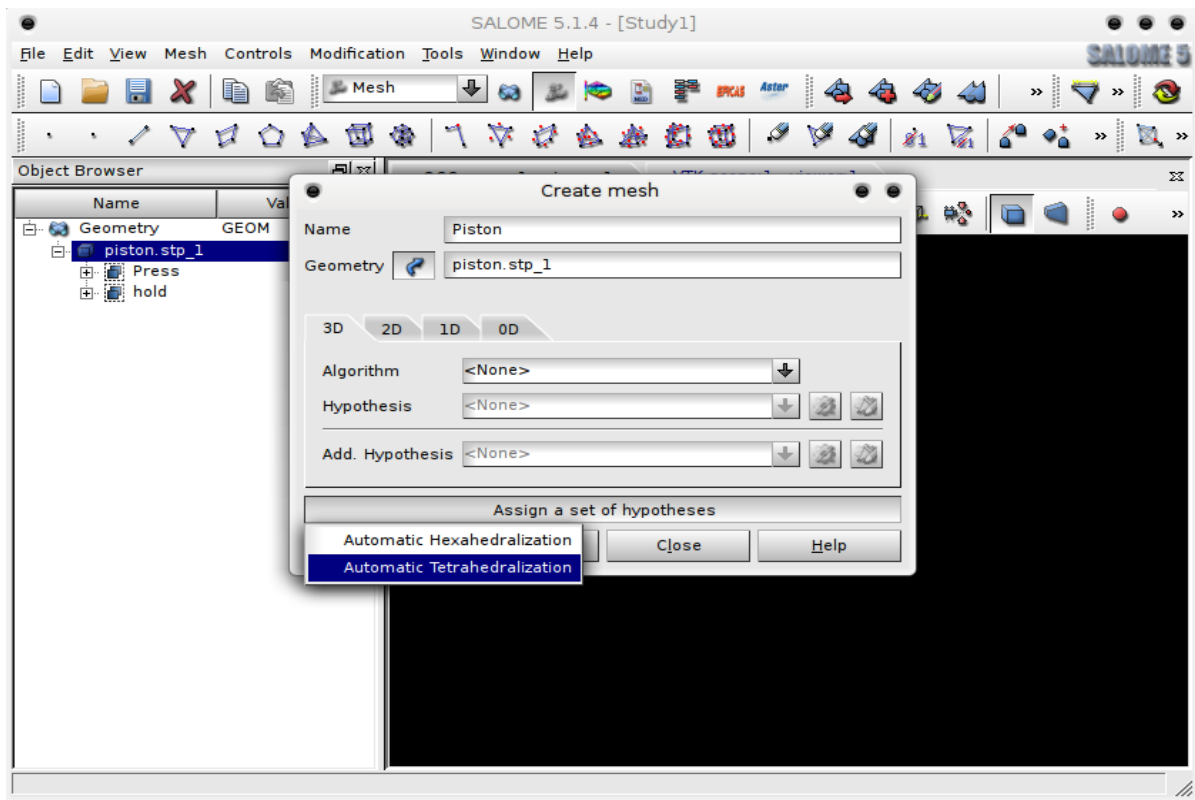 SALOME 5.1.4 - [Study1]
File Edit View Mesh Controls Modification Tools Window Help
SALOME 5
Mesh
MED
EFICAS
Aster
»
»
»
»
Object Browser
Name
Val
Geometry GEOM
piston.stp_1
Press
hold
»
Create mesh
Name Piston
Geometry piston.stp_1
3D 2D 1D 0D
Algorithm <None>
Hypothesis <None>
Add. Hypothesis <None>
Assign a set of hypotheses
Close Help
Automatic Hexahedralization
Automatic Tetrahedralization